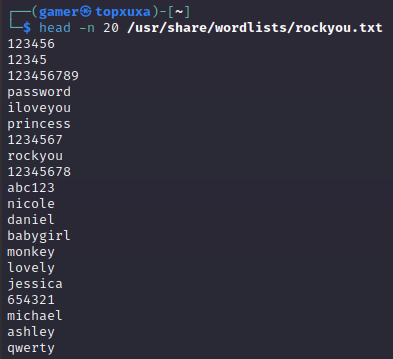 ┌──(gamer㉿topxuxa)-[~]
└─$ head -n 20 /usr/share/wordlists/rockyou.txt
123456
12345
123456789
password
iloveyou
princess
1234567
rockyou
12345678
abc123
nicole
daniel
babygirl
monkey
lovely
jessica
654321
michael
ashley
qwerty